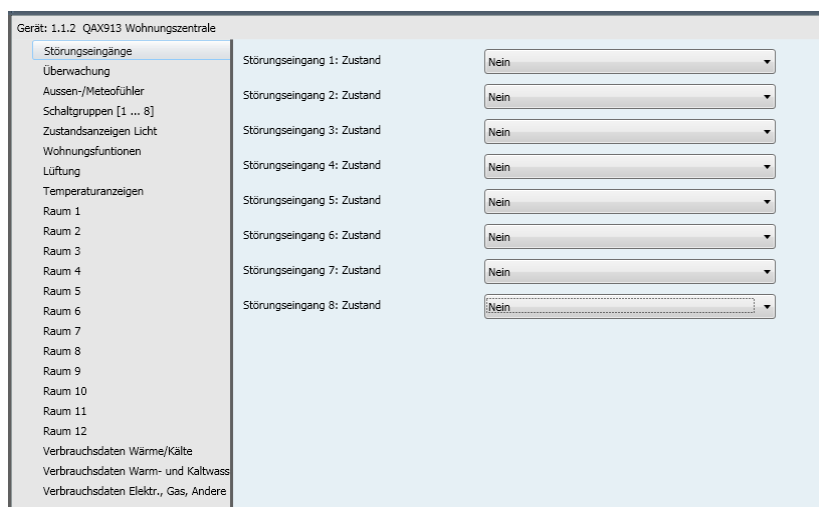 Gerät: 1.1.2 QAX913 Wohnungszentrale
Störungseingänge
Überwachung
Aussen-/Meteofühler
Schaltgruppen [1 ... 8]
Zustandsanzeigen Licht
Wohnungsfuntionen
Lüftung
Temperaturanzeigen
Raum 1
Raum 2
Raum 3
Raum 4
Raum 5
Raum 6
Raum 7
Raum 8
Raum 9
Raum 10
Raum 11
Raum 12
Verbrauchsdaten Wärme/Kälte
Verbrauchsdaten Warm- und Kaltwass
Verbrauchsdaten Elektr., Gas, Andere
Störungseingang 1: Zustand Nein
Störungseingang 2: Zustand Nein
Störungseingang 3: Zustand Nein
Störungseingang 4: Zustand Nein
Störungseingang 5: Zustand Nein
Störungseingang 6: Zustand Nein
Störungseingang 7: Zustand Nein
Störungseingang 8: Zustand Nein